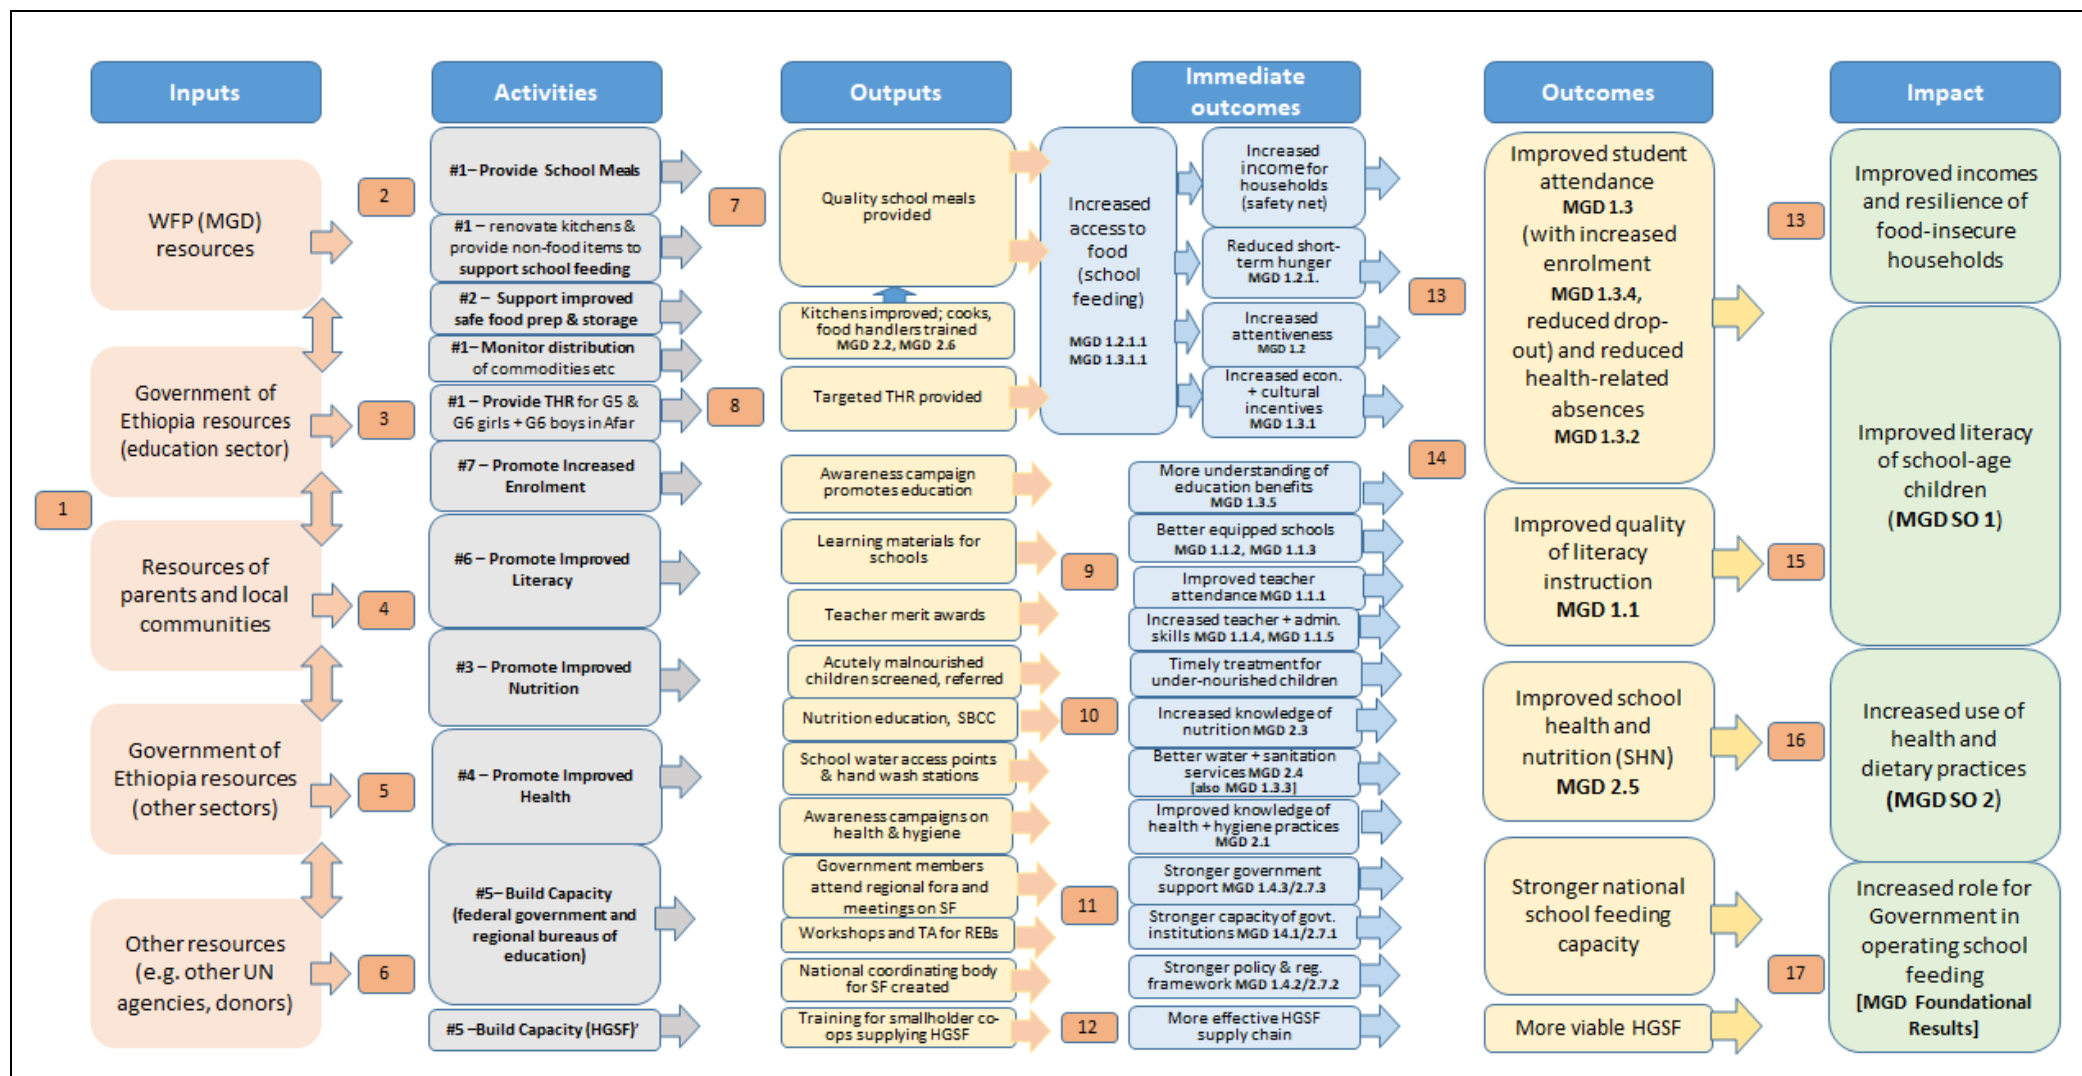 Inputs
Activities
Outputs
Immediate
outcomes
Outcomes
Impact
WFP (MGD)
resources
Government of
Ethiopia resources
(education sector)
Resources of
parents and local
communities
Government of
Ethiopia resources
(other sectors)
Other resources
(e.g. other UN
agencies, donors)
1
2
3
4
5
6
#1– Provide School Meals
#1 – renovate kitchens &
provide non-food items to
support school feeding
#2 – Support improved
safe food prep & storage
#1– Monitor distribution
of commodities etc
#1 – Provide THR for G5 &
G6 girls + G6 boys in Afar
#7 – Promote Increased
Enrolment
#6 – Promote Improved
Literacy
#3 – Promote Improved
Nutrition
#4 – Promote Improved
Health
#5– Build Capacity
(federal government and
regional bureaus of
education)
#5 –Build Capacity (HGSF)’
7
8
Quality school meals
provided
Kitchens improved; cooks,
food handlers trained
MGD 2.2, MGD 2.6
Targeted THR provided
Awareness campaign
promotes education
Learning materials for
schools
Teacher merit awards
Acutely malnourished
children screened, referred
Nutrition education, SBCC
School water access points
& hand wash stations
Awareness campaigns on
health & hygiene
Government members
attend regional fora and
meetings on SF
Workshops and TA for REBs
National coordinating body
for SF created
Training for smallholder co-
ops supplying HGSF
9
10
11
12
Increased
access to
food
(school
feeding)
MGD 1.2.1.1
MGD 1.3.1.1
Increased
income for
households
(safety net)
Reduced short-
term hunger
MGD 1.2.1.
Increased
attentiveness
MGD 1.2
Increased econ.
+ cultural
incentives
MGD 1.3.1
More understanding of
education benefits
MGD 1.3.5
Better equipped schools
MGD 1.1.2, MGD 1.1.3
Improved teacher
attendance MGD 1.1.1
Increased teacher + admin.
skills MGD 1.1.4, MGD 1.1.5
Timely treatment for
under-nourished children
Increased knowledge of
nutrition MGD 2.3
Better water + sanitation
services MGD 2.4
[also MGD 1.3.3]
Improved knowledge of
health + hygiene practices
MGD 2.1
Stronger government
support MGD 1.4.3/2.7.3
Stronger capacity of govt.
institutions MGD 14.1/2.7.1
Stronger policy & reg.
framework MGD 1.4.2/2.7.2
More effective HGSF
supply chain
13
14
Improved student
attendance
MGD 1.3
(with increased
enrolment
MGD 1.3.4,
reduced drop-
out) and reduced
health-related
absences
MGD 1.3.2
Improved quality
of literacy
instruction
MGD 1.1
Improved school
health and
nutrition (SHN)
MGD 2.5
Stronger national
school feeding
capacity
More viable HGSF
13
15
16
17
Improved incomes
and resilience of
food-insecure
households
Improved literacy
of school-age
children
(MGD SO 1)
Increased use of
health and
dietary practices
(MGD SO 2)
Increased role for
Government in
operating school
feeding
[MGD Foundational
Results]